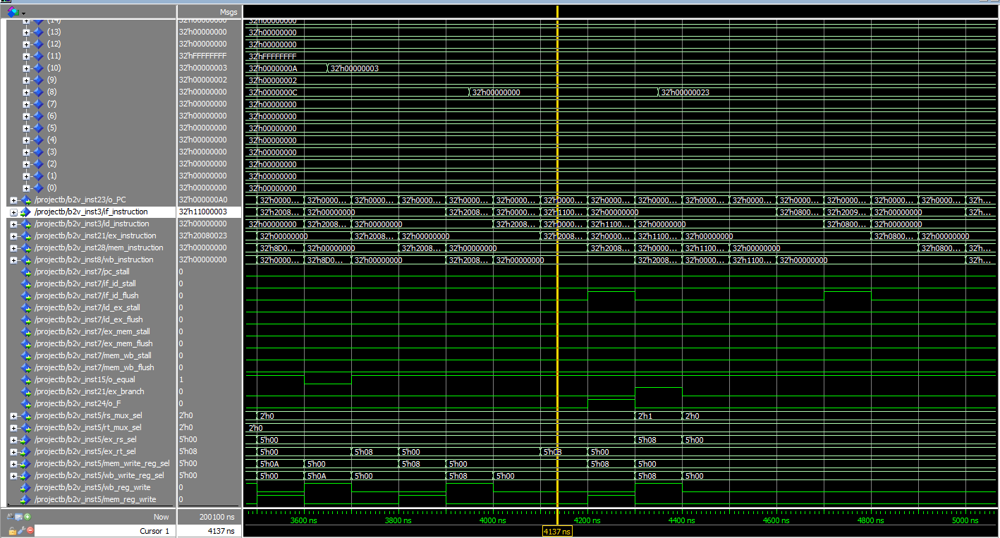 Msgs
(14) 32'h00000000 32'h00000000
(13) 32'h00000000 32'h00000000
(12) 32'h00000000 32'h00000000
(11) 32'hFFFFFFFF 32'hFFFFFFFF
(10) 32'h00000003 32'h0000000A 32'h00000003
(9) 32'h00000002 32'h00000002
(8) 32'h00000000 32'h0000000C 32'h00000000 32'h00000023
(7) 32'h00000000 32'h00000000
(6) 32'h00000000 32'h00000000
(5) 32'h00000000 32'h00000000
(4) 32'h00000000 32'h00000000
(3) 32'h00000000 32'h00000000
(2) 32'h00000000 32'h00000000
(1) 32'h00000000 32'h00000000
(0) 32'h00000000 32'h00000000
/projectb/b2v_inst23/o_PC 32'h000000A0 32'h0000... 32'h0000... 32'h0000... 32'h0000... 32'h0000... 32'h0000... 32'h0000... 32'h0000... 32'h0000... 32'h0000... 32'h0000... 32'h0000... 32'h0000... 32'h0000... 32'h0000... 32'h...
/projectb/b2v_inst3/if_instruction 32'h11000003 32'h2008... 32'h00000000 32'h2008... 32'h0000... 32'h1100... 32'h00000000 32'h0800... 32'h2009... 32'h00000000 32'h...
/projectb/b2v_inst3/id_instruction 32'h00000000 32'h00000000 32'h2008... 32'h00000000 32'h2008... 32'h0000... 32'h1100... 32'h00000000 32'h0800... 32'h00000000
/projectb/b2v_inst21/ex_instruction 32'h20080023 32'h00000000 32'h2008... 32'h00000000 32'h2008... 32'h0000... 32'h1100... 32'h00000000 32'h0800... 32'h00000000
/projectb/b2v_inst28/mem_instruction 32'h00000000 32'h8D0... 32'h00000000 32'h2008... 32'h00000000 32'h2008... 32'h0000... 32'h1100... 32'h00000000 32'h0800... 32'h...
/projectb/b2v_inst8/wb_instruction 32'h00000000 32'h0000... 32'h8D0... 32'h00000000 32'h2008... 32'h00000000 32'h2008... 32'h0000... 32'h1100... 32'h00000000 32'h...
/projectb/b2v_inst7/pc_stall 0
/projectb/b2v_inst7/if_id_stall 0
/projectb/b2v_inst7/if_id_flush 0
/projectb/b2v_inst7/id_ex_stall 0
/projectb/b2v_inst7/id_ex_flush 0
/projectb/b2v_inst7/ex_mem_stall 0
/projectb/b2v_inst7/ex_mem_flush 0
/projectb/b2v_inst7/mem_wb_stall 0
/projectb/b2v_inst7/mem_wb_flush 0
/projectb/b2v_inst15/o_equal 1
/projectb/b2v_inst21/ex_branch 0
/projectb/b2v_inst24/o_F 0
/projectb/b2v_inst5/rs_mux_sel 2'h0 2'h0 2'h1 2'h0
/projectb/b2v_inst5/rt_mux_sel 2'h0 2'h0
/projectb/b2v_inst5/ex_rs_sel 5'h00 5'h00 5'h08 5'h00
/projectb/b2v_inst5/ex_rt_sel 5'h08 5'h00 5'h08 5'h00 5'h08 5'h00
/projectb/b2v_inst5/mem_write_reg_sel 5'h00 5'h0A 5'h00 5'h08 5'h00 5'h08 5'h00
/projectb/b2v_inst5/wb_write_reg_sel 5'h00 5'h00 5'h0A 5'h00 5'h08 5'h00 5'h08 5'h00
/projectb/b2v_inst5/wb_reg_write 0
/projectb/b2v_inst5/mem_reg_write 0
Now 200100 ns 3600 ns 3800 ns 4000 ns 4200 ns 4400 ns 4600 ns 4800 ns 5000 ns
Cursor 1 4137 ns 4137 ns